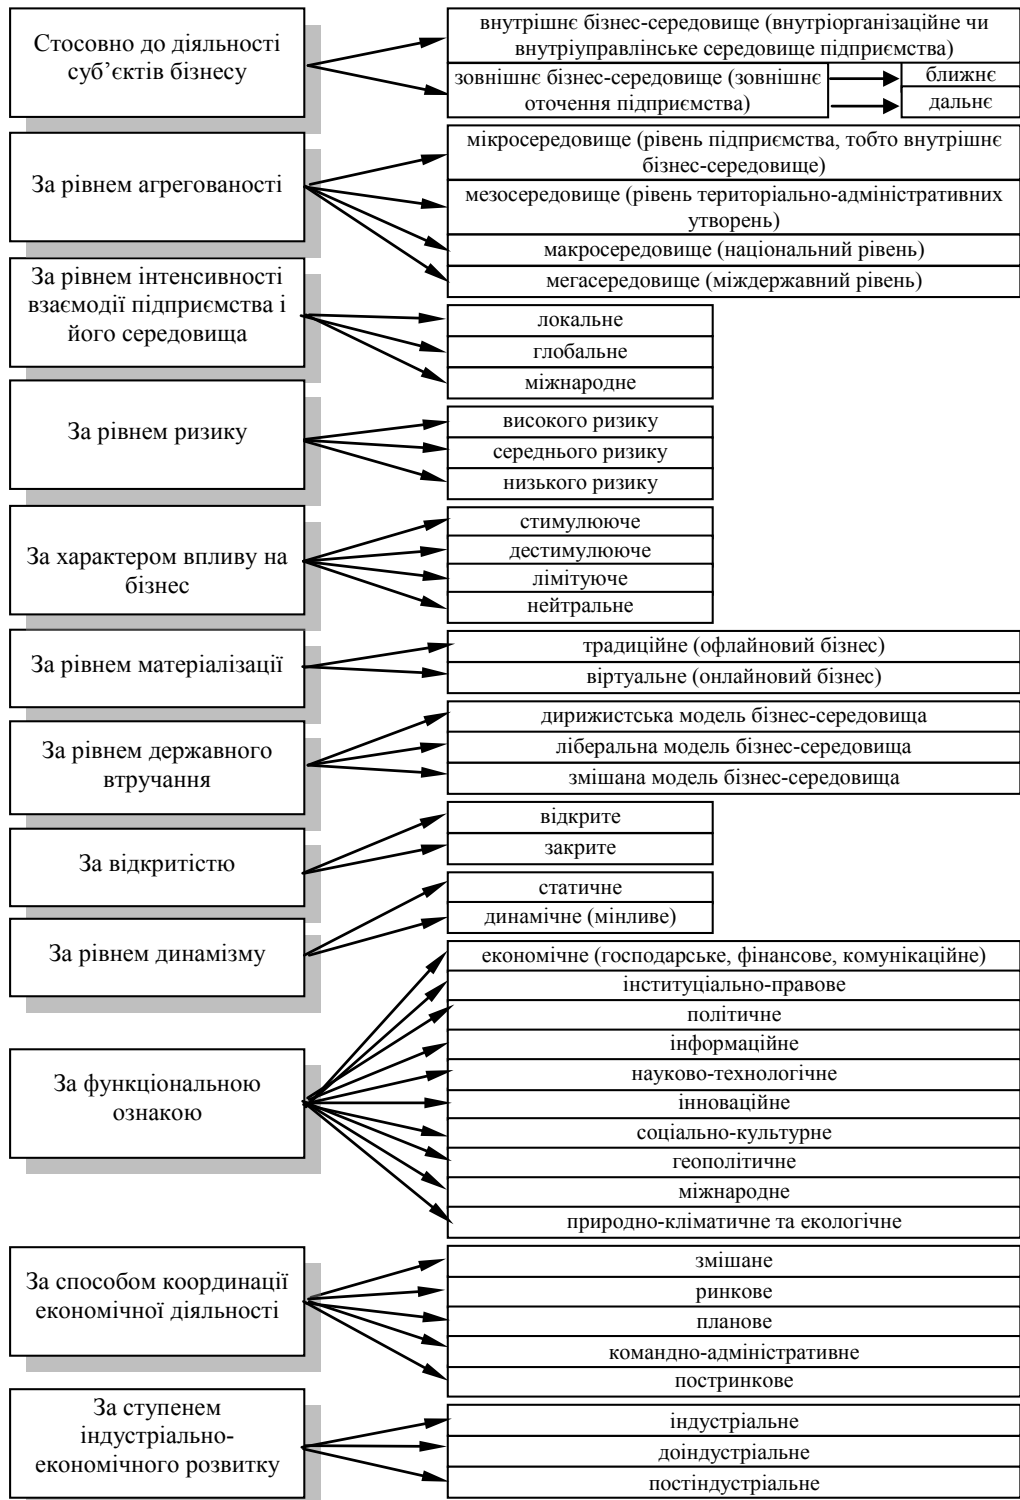 Стосовно до діяльності
суб’єктів бізнесу
внутрішнє бізнес-середовище (внутріорганізаційне чи
внутріуправлінське середовище підприємства)
зовнішнє бізнес-середовище (зовнішнє
оточення підприємства)
ближнє
дальнє
За рівнем агрегованості
мікросередовище (рівень підприємства, тобто внутрішнє
бізнес-середовище)
мезосередовище (рівень територіально-адміністративних
утворень)
макросередовище (національний рівень)
мегасередовище (міждержавний рівень)
За рівнем інтенсивності
взаємодії підприємства і
його середовища
локальне
глобальне
міжнародне
За рівнем ризику
високого ризику
середнього ризику
низького ризику
За характером впливу на
бізнес
стимулююче
дестимулююче
лімітуюче
нейтральне
За рівнем матеріалізації
традиційне (офлайновий бізнес)
віртуальне (онлайновий бізнес)
За рівнем державного
втручання
дирижистська модель бізнес-середовища
ліберальна модель бізнес-середовища
змішана модель бізнес-середовища
За відкритістю
відкрите
закрите
За рівнем динамізму
статичне
динамічне (мінливе)
За функціональною
ознакою
економічне (господарське, фінансове, комунікаційне)
інституціально-правове
політичне
інформаційне
науково-технологічне
інноваційне
соціально-культурне
геополітичне
міжнародне
природно-кліматичне та екологічне
За способом координації
економічної діяльності
змішане
ринкове
планове
командно-адміністративне
постринкове
За ступенем
індустріально-
економічного розвитку
індустріальне
доіндустріальне
постіндустріальне